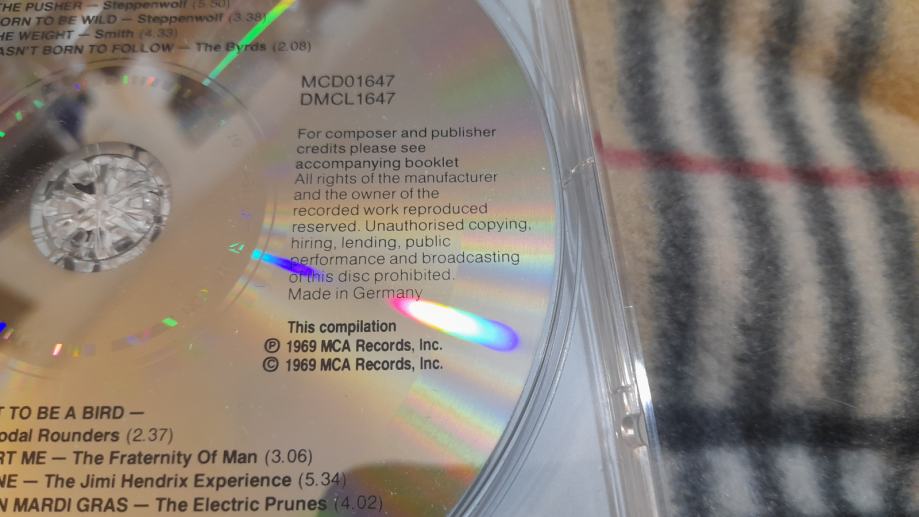 THE PUSHER — Steppenwolf (5.50)
ORN TO BE WILD — Steppenwolf (3.38)
HE WEIGHT — Smith (4.33)
ASN'T BORN TO FOLLOW — The Byrds (2.08)
MCD01647
DMCL1647
For composer and publisher
credits please see
accompanying booklet
All rights of the manufacturer
and the owner of the
recorded work reproduced
reserved. Unauthorised copying,
hiring, lending, public
performance and broadcasting
of this disc prohibited.
Made in Germany
This compilation
Ⓟ 1969 MCA Records, Inc.
© 1969 MCA Records, Inc.
T TO BE A BIRD —
odal Rounders (2.37)
RT ME — The Fraternity Of Man (3.06)
NE — The Jimi Hendrix Experience (5.34)
N MARDI GRAS — The Electric Prunes (4.02)